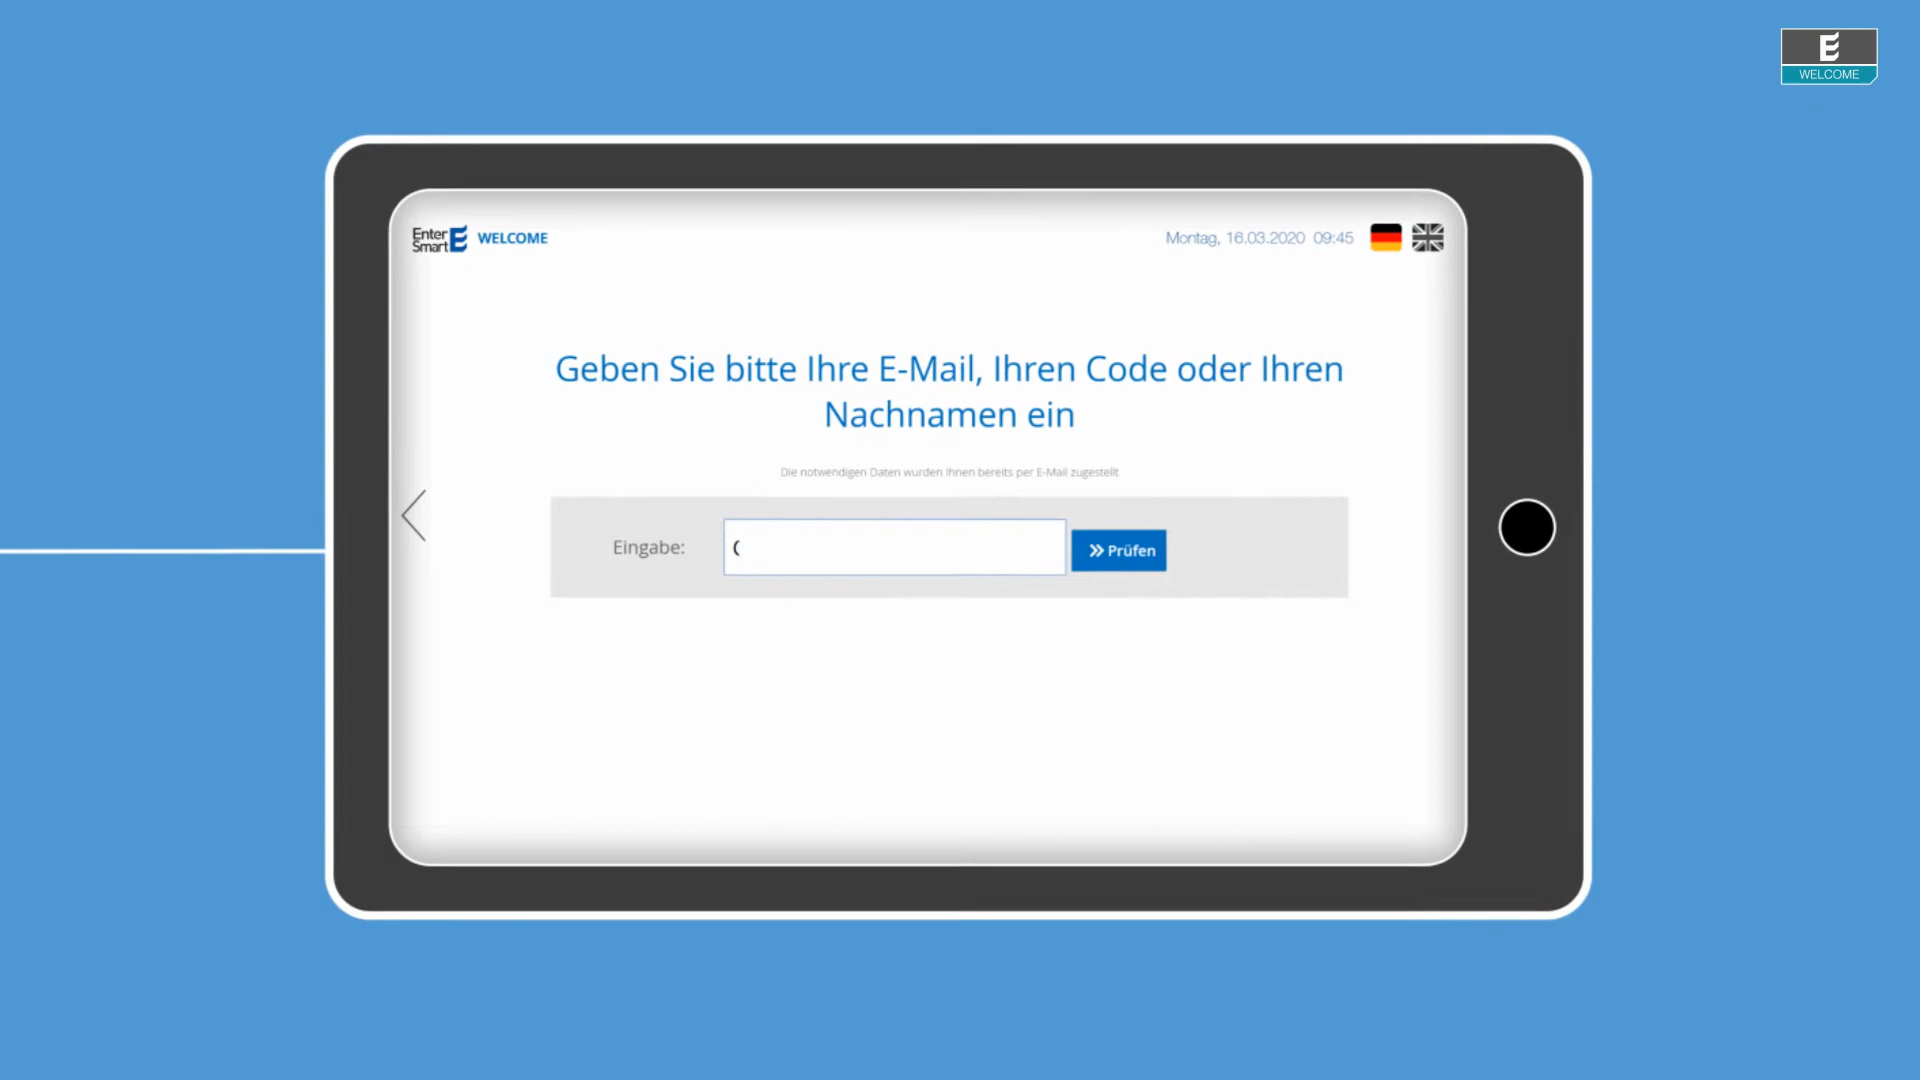 WELCOME
Enter Smart E WELCOME
Montag, 16.03.2020 09:45
Geben Sie bitte Ihre E-Mail, Ihren Code oder Ihren
Nachnamen ein
Die notwendigen Daten wurden Ihnen bereits per E-Mail zugestellt
Eingabe:
(
Prüfen